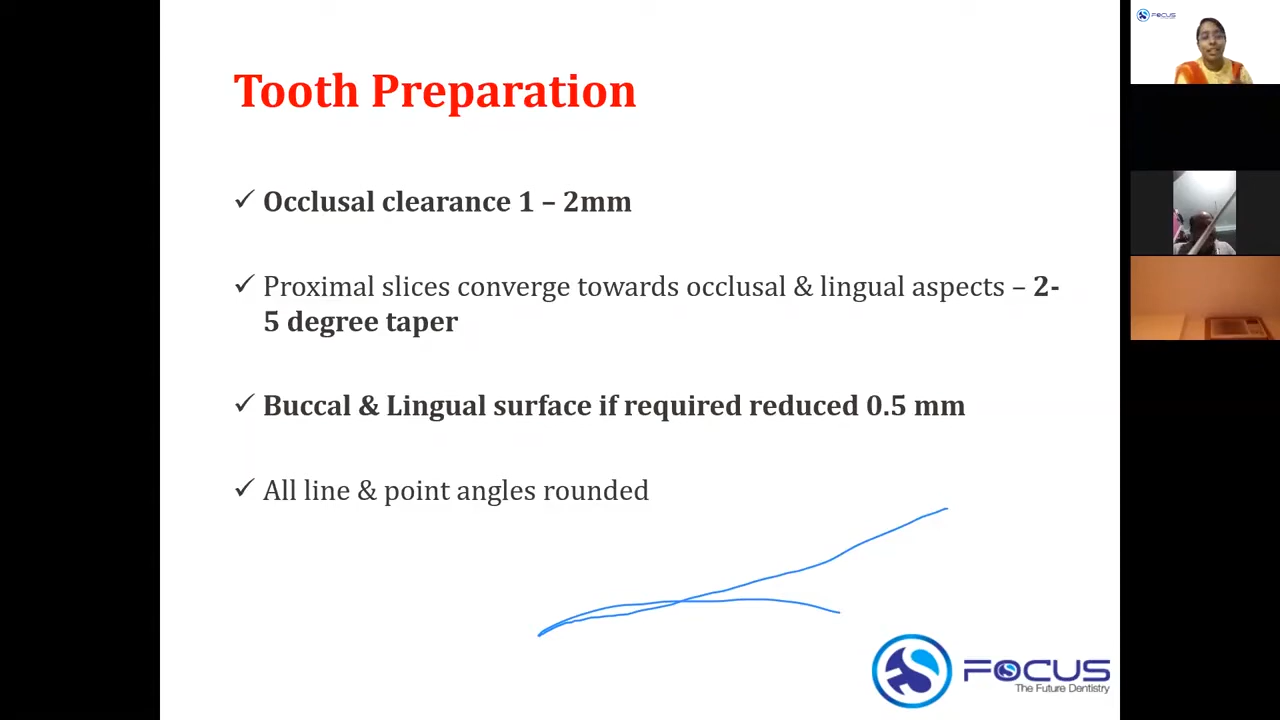 FOCUS
Tooth Preparation
✓ Occlusal clearance 1 – 2mm
✓ Proximal slices converge towards occlusal & lingual aspects – 2-
5 degree taper
✓ Buccal & Lingual surface if required reduced 0.5 mm
✓ All line & point angles rounded
FOCUS
The Future Dentistry